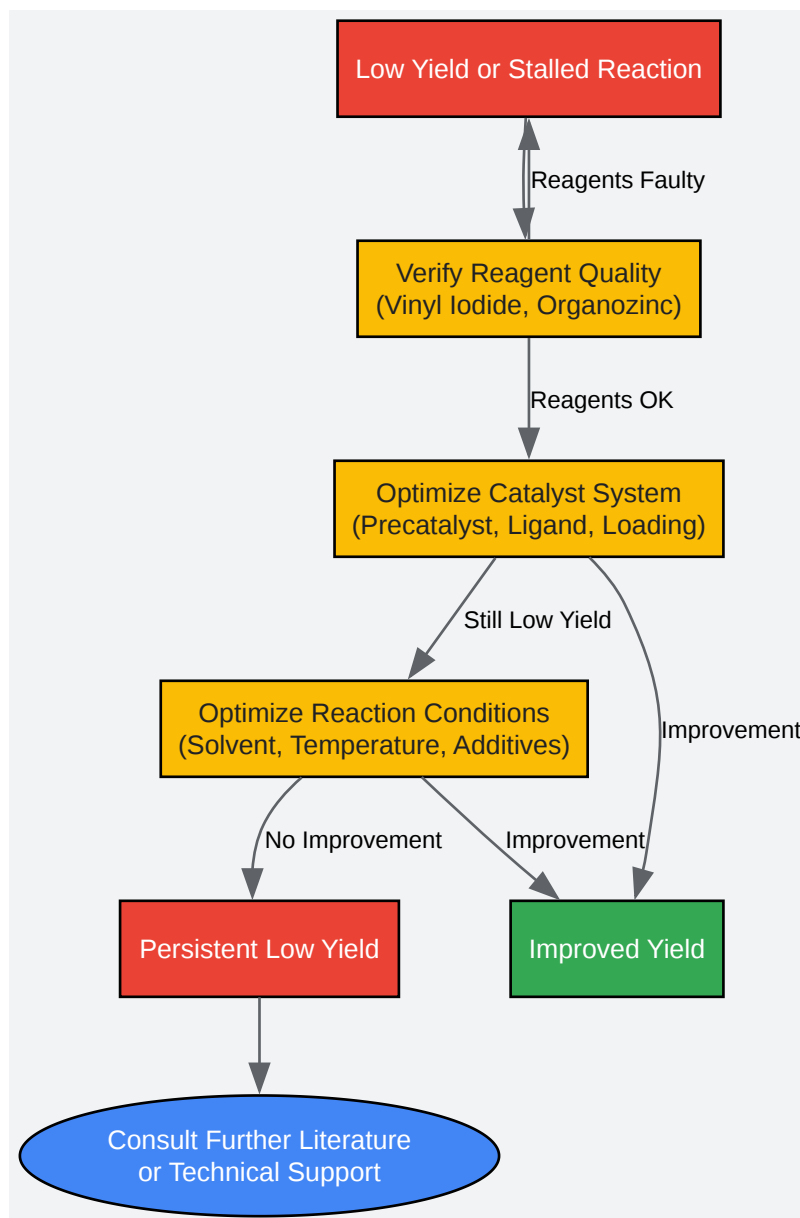 Low Yield or Stalled Reaction
Reagents Faulty
Verify Reagent Quality
(Vinyl Iodide, Organozinc)
Reagents OK
Optimize Catalyst System
(Precatalyst, Ligand, Loading)
Still Low Yield
Optimize Reaction Conditions
(Solvent, Temperature, Additives)
Improvement
No Improvement
Improvement
Persistent Low Yield
Improved Yield
Consult Further Literature
or Technical Support